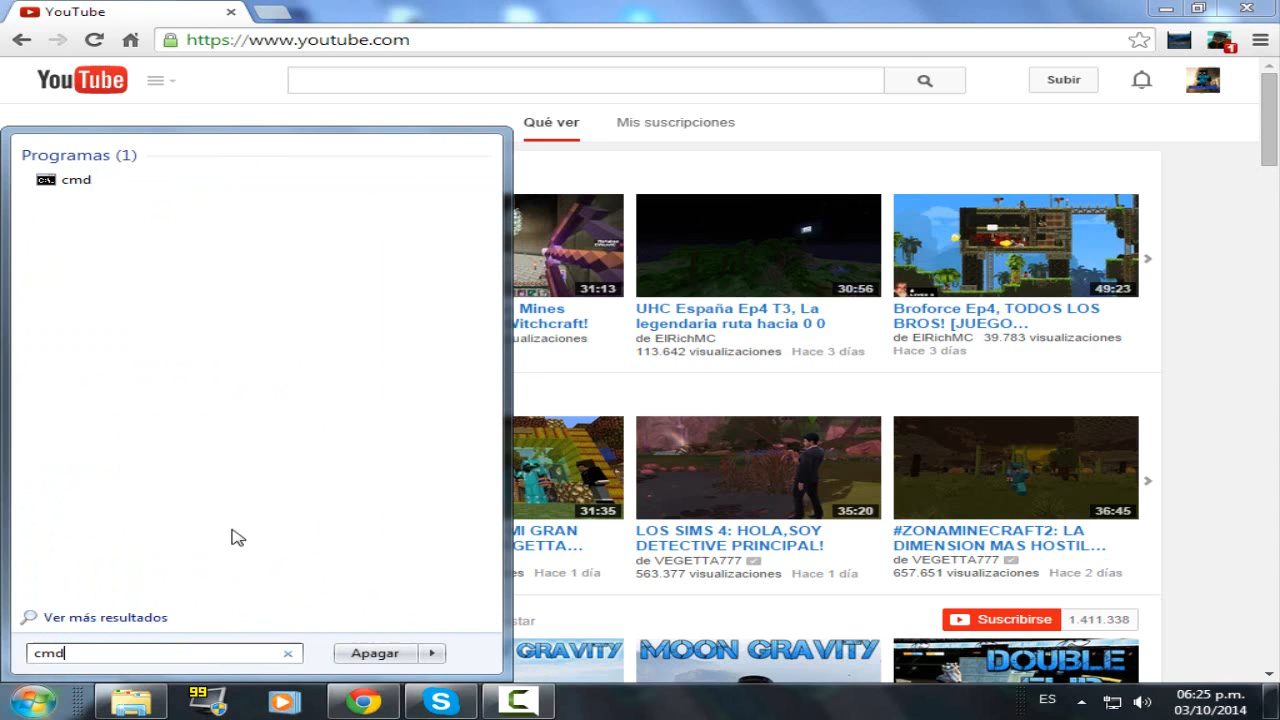 YouTube
https://www.youtube.com
1
YouTube
Subir
Qué ver
Mis suscripciones
Programas (1)
cmd
31:13
30:56
49:23
Mines
Witchcraft!
UHC España Ep4 T3, La
legendaria ruta hacia 0 0
de ElRichMC
113.642 visualizaciones Hace 3 días
Broforce Ep4, TODOS LOS
BROS! [JUEGO...
de ElRichMC 39.783 visualizaciones
Hace 3 días
31:35
35:20
36:45
MI GRAN
Hace 1 día
LOS SIMS 4: HOLA,SOY
DETECTIVE PRINCIPAL!
de VEGETTA777
563.377 visualizaciones Hace 1 día
#ZONAMINECRAFT2: LA
DIMENSION MAS HOSTIL...
de VEGETTA777
657.651 visualizaciones Hace 2 días
Ver más resultados
Suscribirse 1.411.338
cmd
Apagar
GRAVITY
MOON GRAVITY
DOUBLE
99
ES
06:25 p.m.
03/10/2014